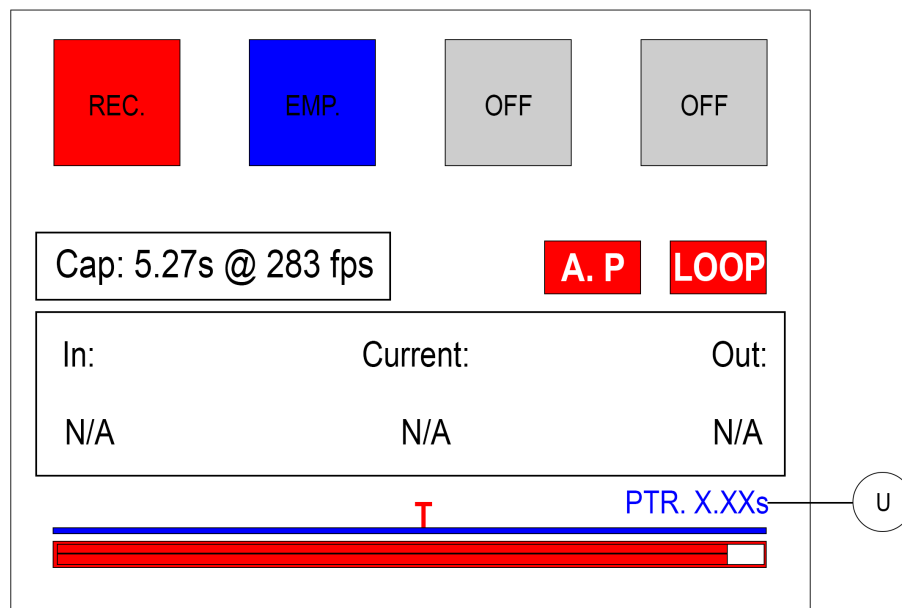 REC. EMP. OFF OFF
Cap: 5.27s @ 283 fps A. P LOOP
In: Current: Out:
N/A N/A N/A
PTR. X.XXs U
T